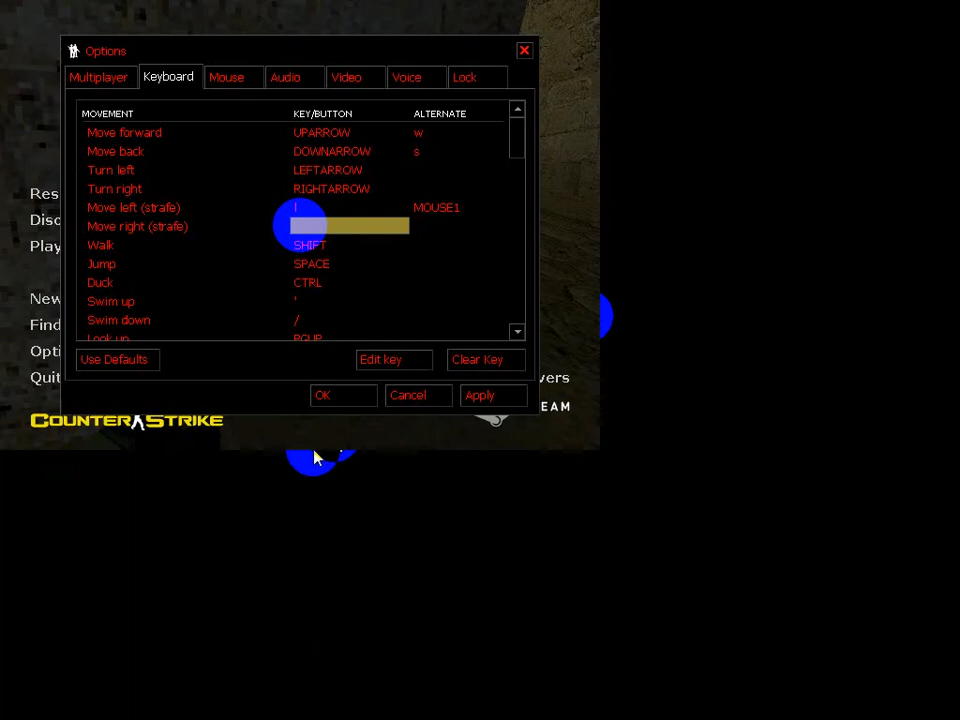 Options
Multiplayer Keyboard Mouse Audio Video Voice Lock
MOVEMENT KEY/BUTTON ALTERNATE
Move forward UPARROW w
Move back DOWNARROW s
Turn left LEFTARROW
Turn right RIGHTARROW
Res
Move left (strafe) l MOUSE1
Disc
Move right (strafe)
Play
Walk SHIFT
Jump SPACE
Duck CTRL
New
Swim up '
Find
Swim down /
Look up PGUP
Opti
Use Defaults Edit key Clear Key
Quit
vers
OK Cancel Apply
EAM
COUNTER STRIKE